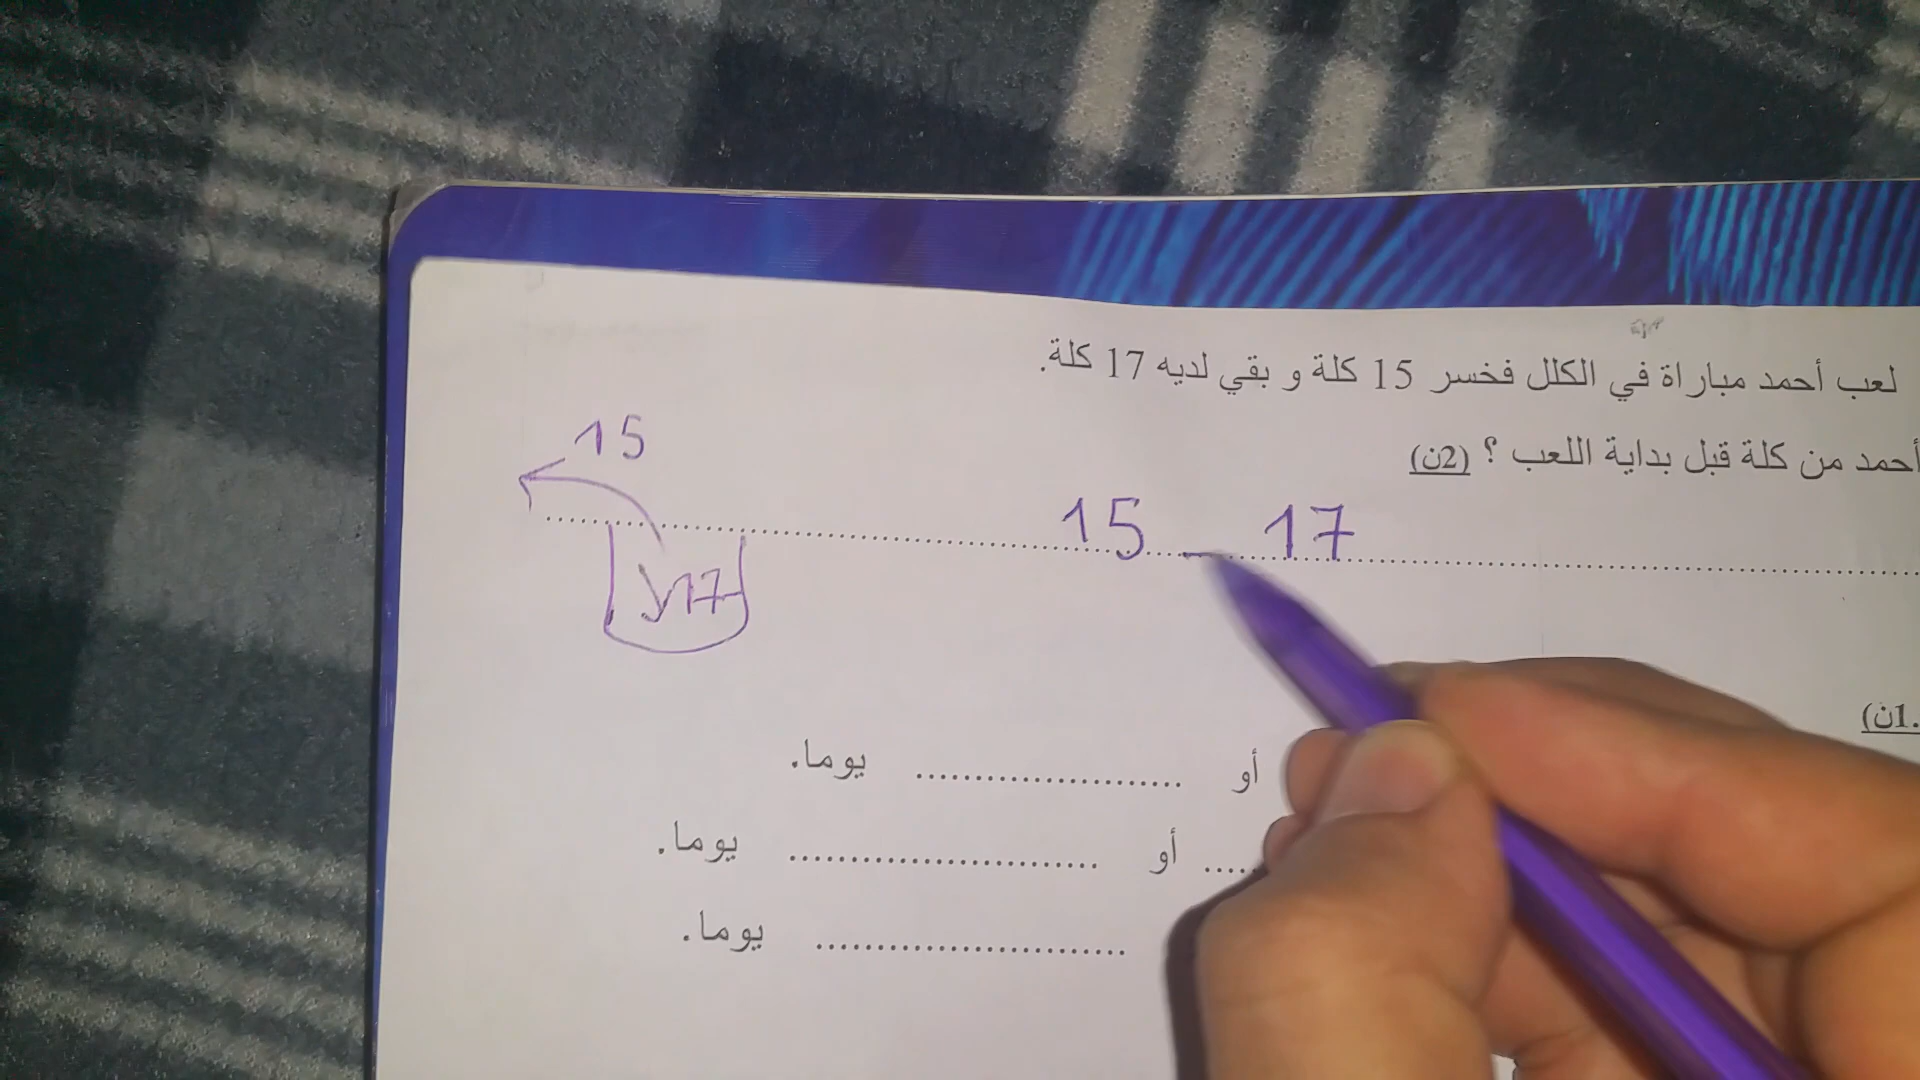 لعب أحمد مباراة في الكلل فخسر 15 كلة و بقي لديه 17 كلة.
أحمد من كلة قبل بداية اللعب ؟ (2ن)
15
15 _ 17
17
.1ن)
أو ........................ يوما.
..... أو ........................ يوما.
........................ يوما.